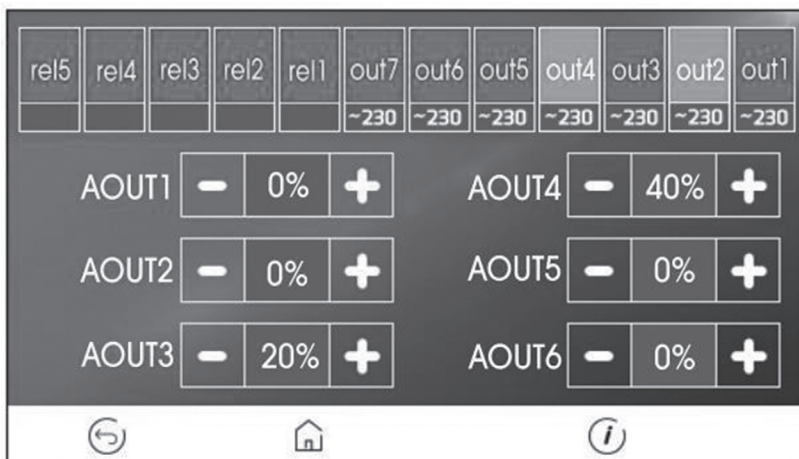 rel5 rel4 rel3 rel2 rel1 out7 out6 out5 out4 out3 out2 out1
~230 ~230 ~230 ~230 ~230 ~230 ~230
AOUT1 - 0% + AOUT4 - 40% +
AOUT2 - 0% + AOUT5 - 0% +
AOUT3 - 20% + AOUT6 - 0% +
i